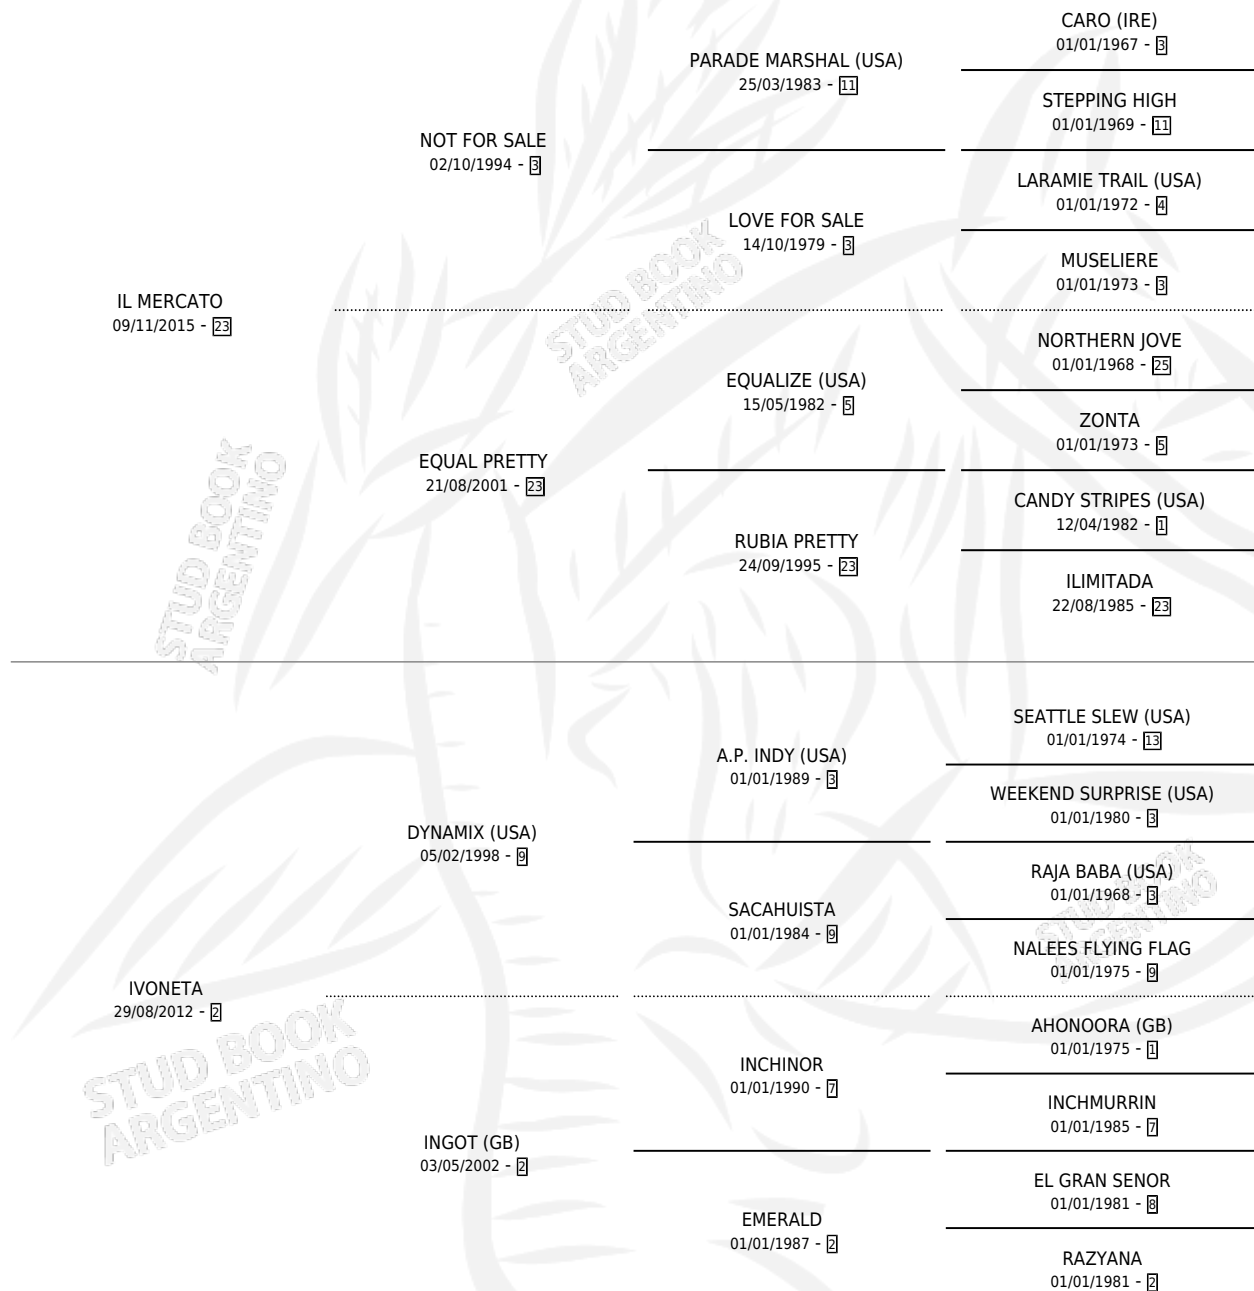 CARO (IRE)
01/01/1967 - 3
PARADE MARSHAL (USA)
25/03/1983 - 11
STEPPING HIGH
01/01/1969 - 11
NOT FOR SALE
02/10/1994 - 3
LARAMIE TRAIL (USA)
01/01/1972 - 4
LOVE FOR SALE
14/10/1979 - 3
MUSELIERE
01/01/1973 - 3
IL MERCATO
09/11/2015 - 23
STUD BOOK
ARGENTINO
NORTHERN JOVE
01/01/1968 - 25
EQUALIZE (USA)
15/05/1982 - 5
ZONTA
01/01/1973 - 5
EQUAL PRETTY
21/08/2001 - 23
STUD BOOK
ARGENTINO
CANDY STRIPES (USA)
12/04/1982 - 1
RUBIA PRETTY
24/09/1995 - 23
ILIMITADA
22/08/1985 - 23
SEATTLE SLEW (USA)
01/01/1974 - 13
A.P. INDY (USA)
01/01/1989 - 3
WEEKEND SURPRISE (USA)
01/01/1980 - 3
DYNAMIX (USA)
05/02/1998 - 9
RAJA BABA (USA)
01/01/1968 - 3
STUD BOOK
ARGENTINO
SACAHUISTA
01/01/1984 - 9
NALEES FLYING FLAG
01/01/1975 - 9
IVONETA
29/08/2012 - 2
STUD BOOK
ARGENTINO
AHONOORA (GB)
01/01/1975 - 1
INCHINOR
01/01/1990 - 7
INCHMURRIN
01/01/1985 - 7
INGOT (GB)
03/05/2002 - 2
EL GRAN SENOR
01/01/1981 - 8
EMERALD
01/01/1987 - 2
RAZYANA
01/01/1981 - 2